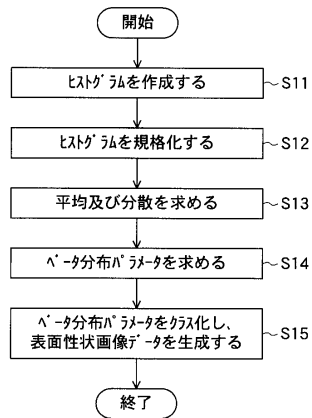 開始
ﾋｽﾄｸﾞﾗﾑを作成する
S11
ﾋｽﾄｸﾞﾗﾑを規格化する
S12
平均及び分散を求める
S13
ﾍﾞｰﾀ分布ﾊﾟﾗﾒｰﾀを求める
S14
ﾍﾞｰﾀ分布ﾊﾟﾗﾒｰﾀをｸﾗｽ化し、
表面性状画像ﾃﾞｰﾀを生成する
S15
終了